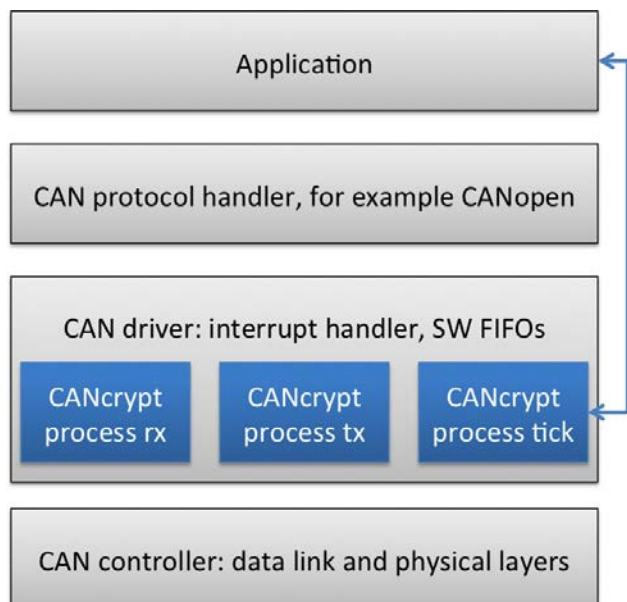 Application
CAN protocol handler, for example CANopen
CAN driver: interrupt handler, SW FIFOs
CANcrypt
process rx
CANcrypt
process tx
CANcrypt
process tick
CAN controller: data link and physical layers